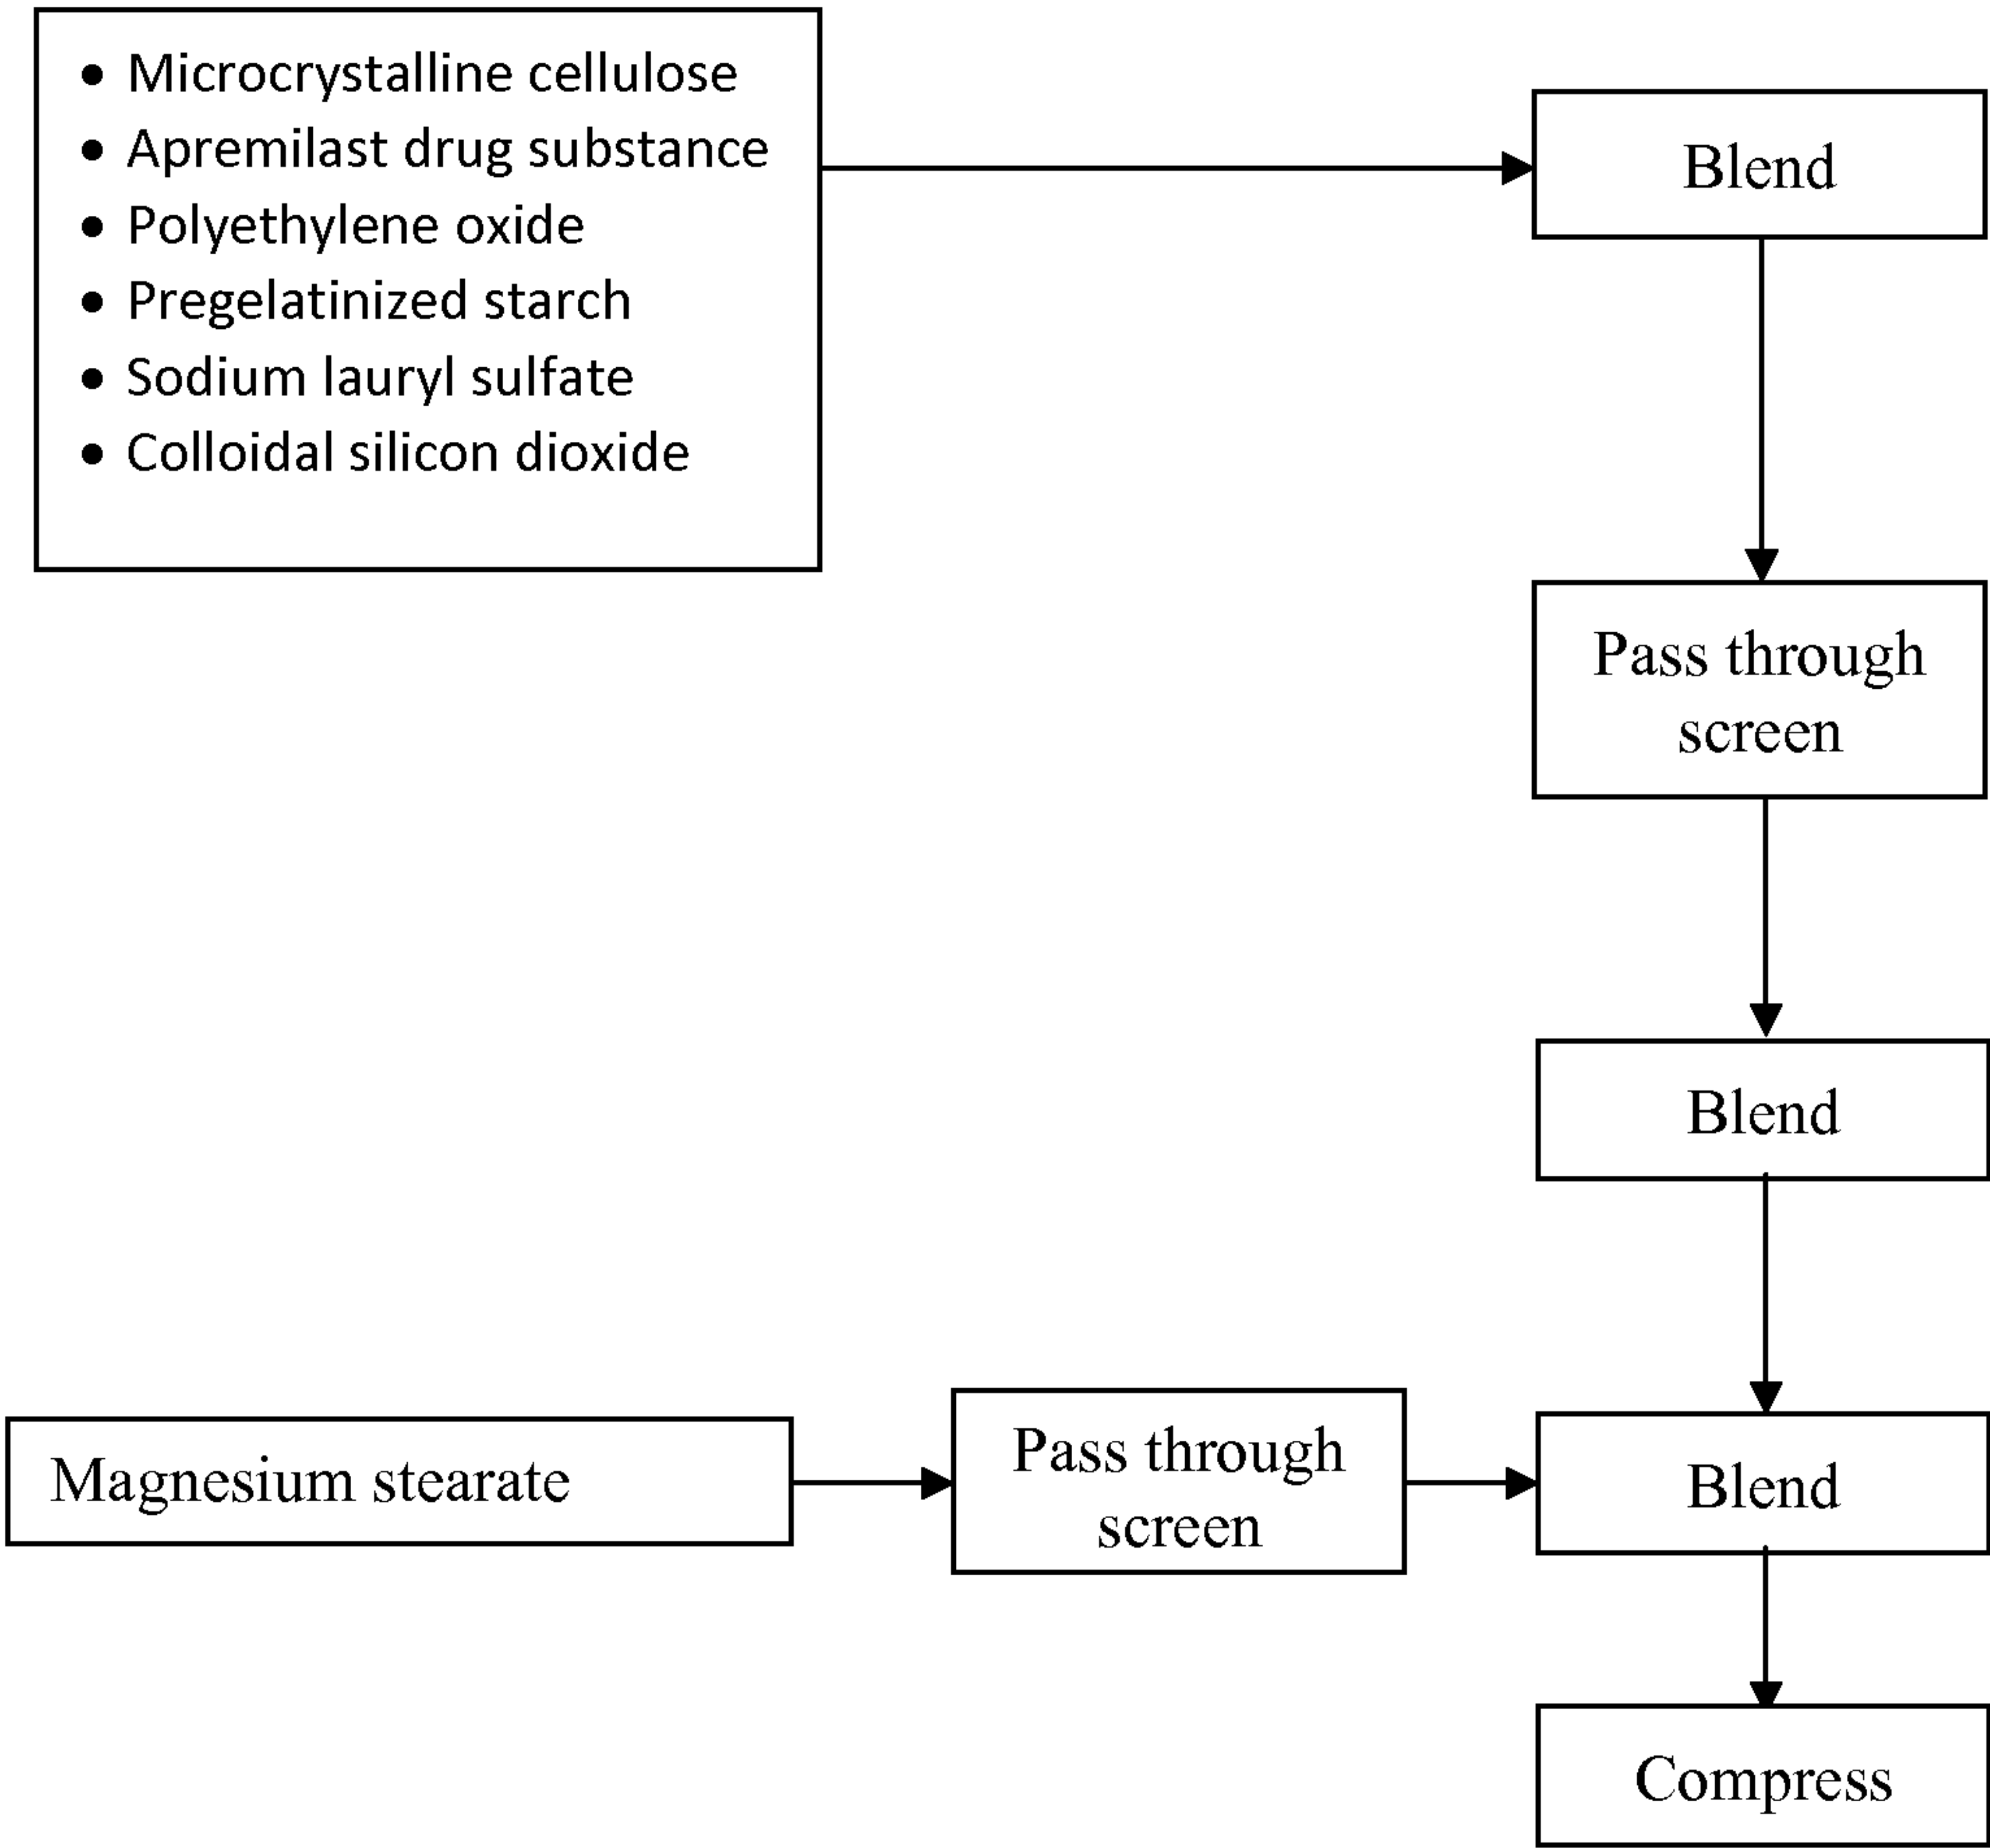 • Microcrystalline cellulose
• Apremilast drug substance
• Polyethylene oxide
• Pregelatinized starch
• Sodium lauryl sulfate
• Colloidal silicon dioxide
Blend
Pass through
screen
Blend
Magnesium stearate
Pass through
screen
Blend
Compress